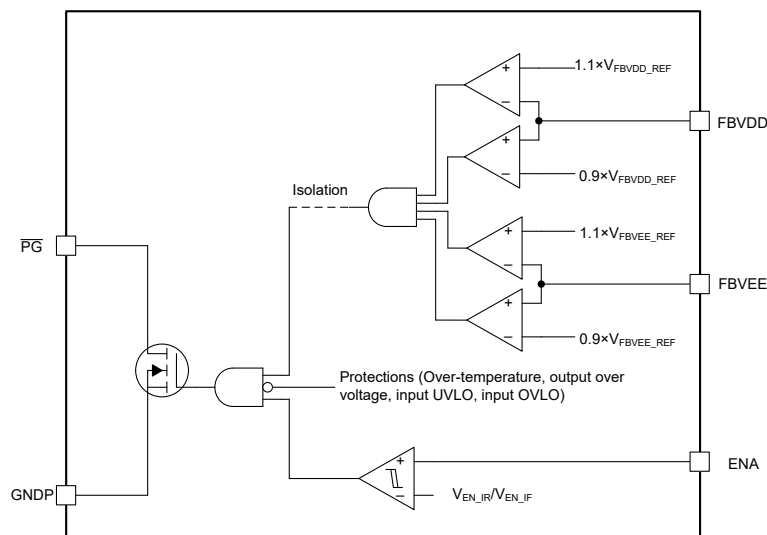 +
1.1×VFBVDD_REF
−
FBVDD
+
−
0.9×VFBVDD_REF
Isolation
+
1.1×VFBVEE_REF
PG
−
FBVEE
+
−
0.9×VFBVEE_REF
Protections (Over-temperature, output over
voltage, input UVLO, input OVLO)
+
ENA
−
VEN_IR/VEN_IF
GNDP